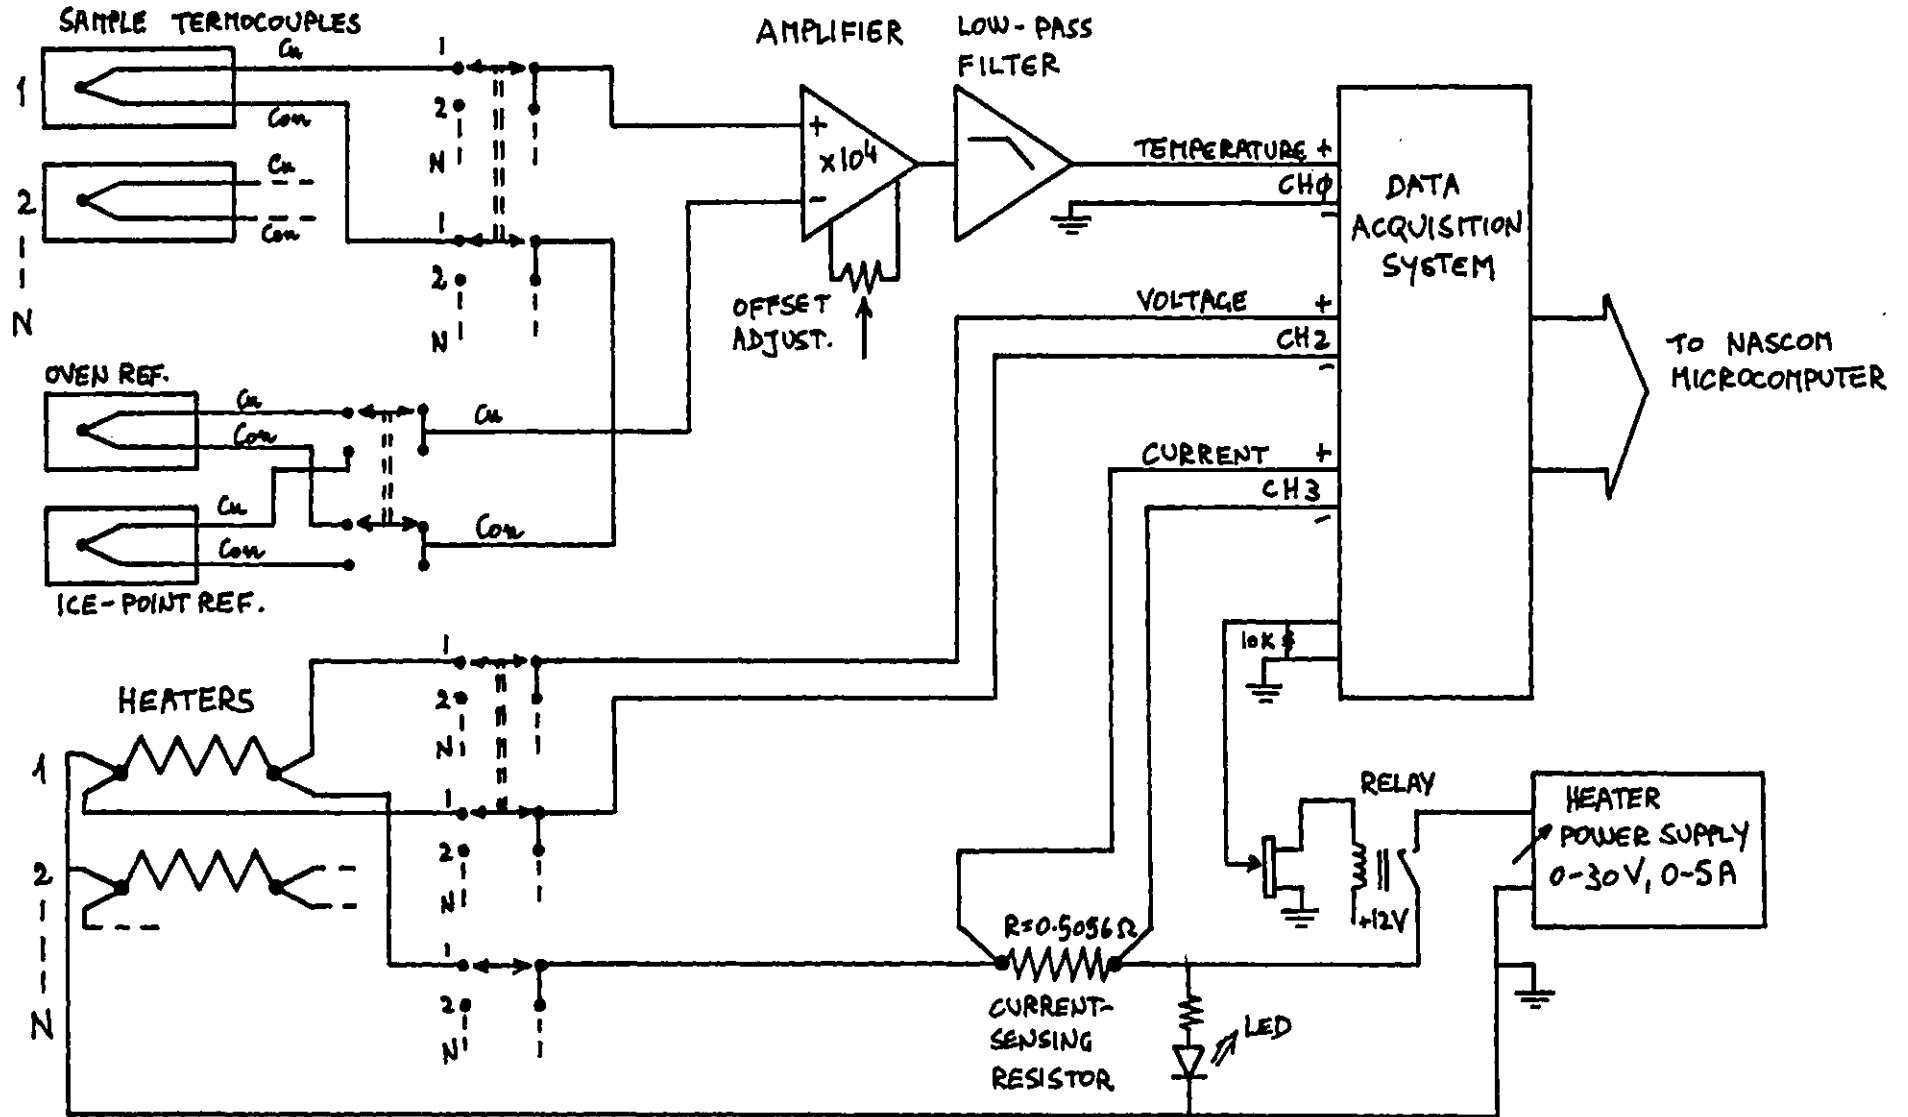 SAMPLE TERMOCOUPLES
1
Cu
Con
2
Cu
Con
N
1
2
N
1
2
N
AMPLIFIER
+
×10⁴
-
OFFSET
ADJUST.
LOW-PASS
FILTER
TEMPERATURE +
CHϕ
-
VOLTAGE +
CH2
-
CURRENT +
CH3
-
DATA
ACQUISITION
SYSTEM
TO NASCOM
MICROCOMPUTER
OVEN REF.
Cu
Con
Cu
Con
ICE-POINT REF.
Cu
Con
10K
HEATERS
1
2
N
1
2
N
1
2
N
1
2
N
R=0.5056Ω
CURRENT-
SENSING
RESISTOR
LED
RELAY
+12V
HEATER
POWER SUPPLY
0-30V, 0-5A